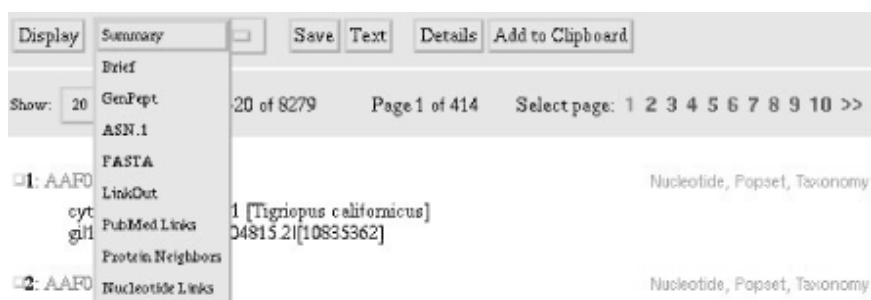 Display Summary Save Text Details Add to Clipboard
Brief
Show: 20 GenPept -20 of 8279 Page 1 of 414 Select page: 1 2 3 4 5 6 7 8 9 10 >>
ASN.1
FASTA
1: AAF0 Nucleotide, Popset, Taxonomy
LinkOut
cyt 1 [Tigriopus californicus]
PubMed Links
gi|1 04815.2|[10835362]
Protein Neighbors
2: AAF0 Nucleotide Links Nucleotide, Popset, Taxonomy